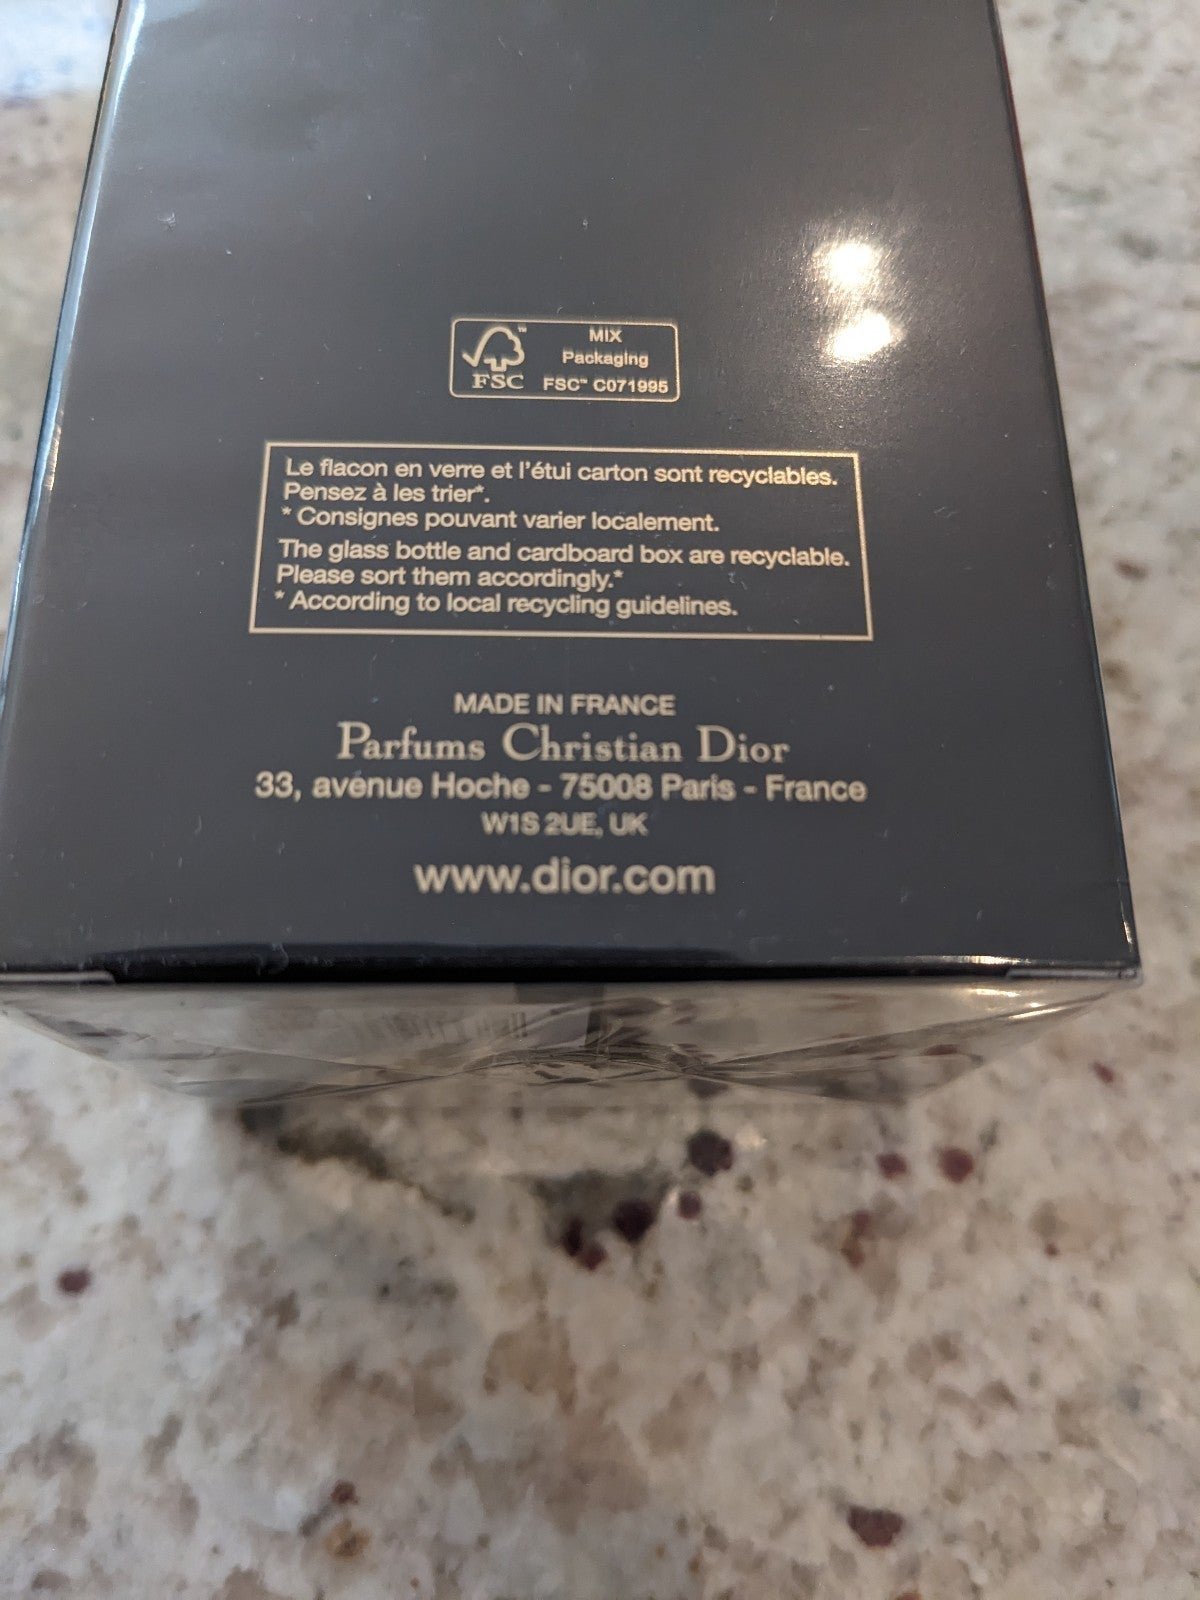 MIX
Packaging
FSC™ C071995
FSC
Le flacon en verre et l'étui carton sont recyclables.
Pensez à les trier*.
* Consignes pouvant varier localement.
The glass bottle and cardboard box are recyclable.
Please sort them accordingly.*
* According to local recycling guidelines.
MADE IN FRANCE
Parfums Christian Dior
33, avenue Hoche - 75008 Paris - France
W1S 2UE, UK
www.dior.com